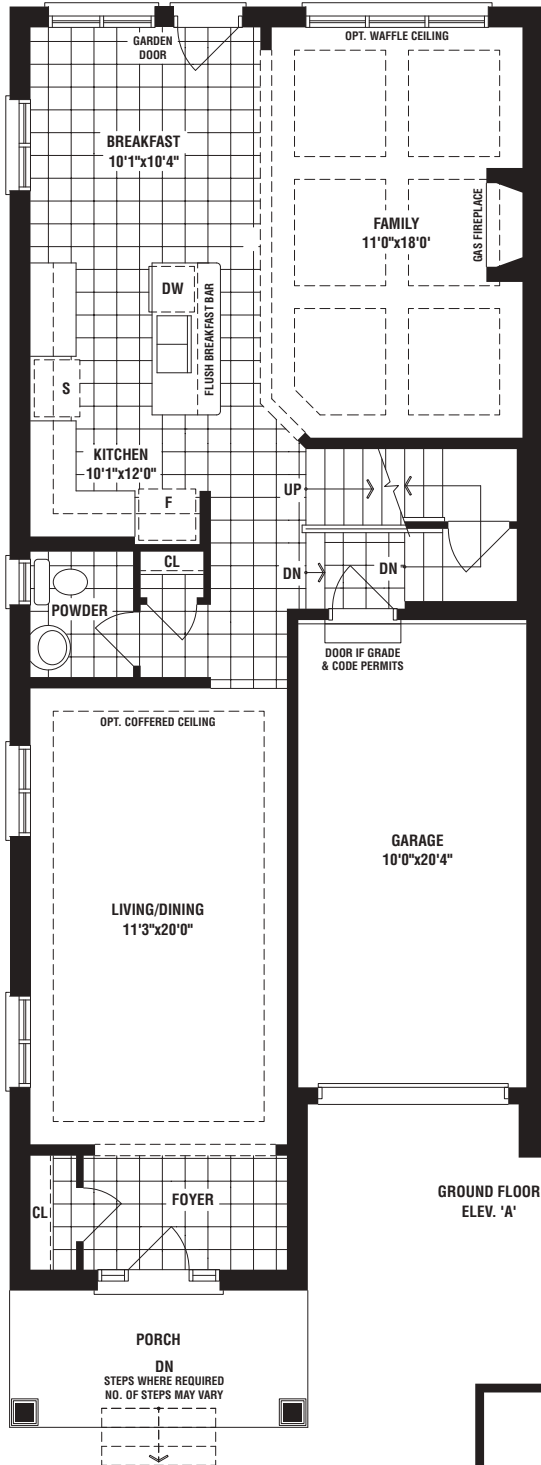 GARDEN
DOOR
OPT. WAFFLE CEILING
BREAKFAST
10'1"x10'4"
FAMILY
11'0"x18'0'
GAS FIREPLACE
DW
FLUSH BREAKFAST BAR
S
KITCHEN
10'1"x12'0"
F
UP
CL
DN
DN
POWDER
DOOR IF GRADE
& CODE PERMITS
OPT. COFFERED CEILING
GARAGE
10'0"x20'4"
LIVING/DINING
11'3"x20'0"
CL
FOYER
GROUND FLOOR
ELEV. 'A'
PORCH
DN
STEPS WHERE REQUIRED
NO. OF STEPS MAY VARY